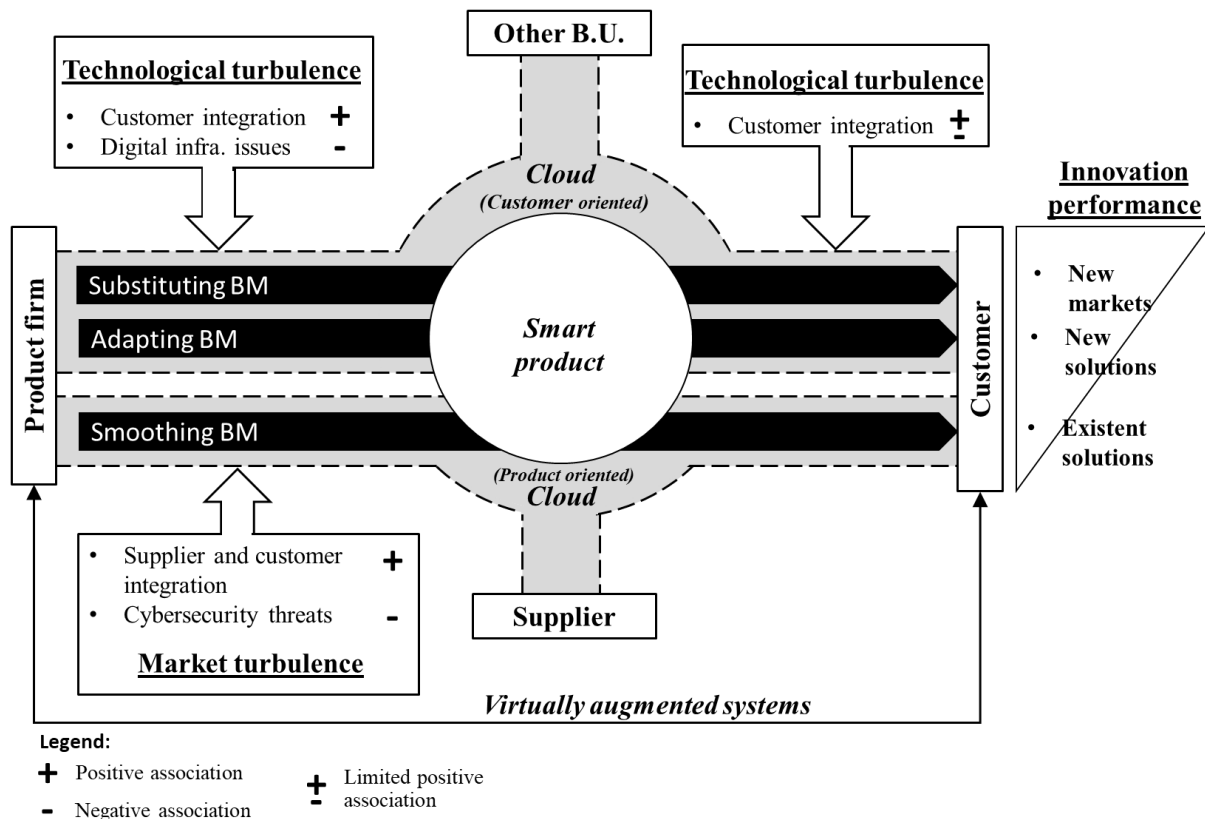 Other B.U.
Technological turbulence
• Customer integration +
• Digital infra. issues -
Technological turbulence
• Customer integration ±
Cloud
(Customer oriented)
Innovation
performance
Product firm
Substituting BM
Adapting BM
Smoothing BM
Smart
product
Customer
• New
markets
• New
solutions
• Existent
solutions
(Product oriented)
Cloud
• Supplier and customer +
integration
• Cybersecurity threats -
Market turbulence
Supplier
Virtually augmented systems
Legend:
+ Positive association
- Negative association
± Limited positive
association